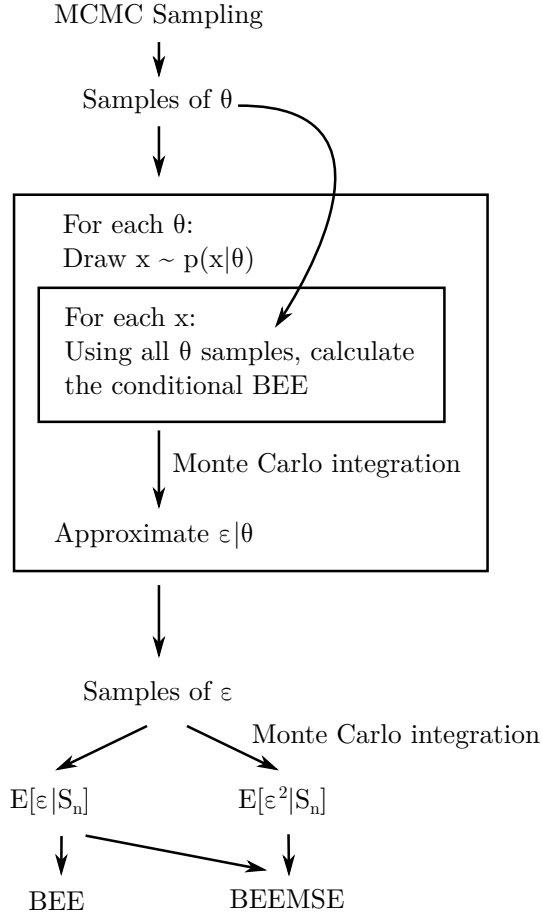 MCMC Sampling
Samples of θ
For each θ:
Draw x ~ p(x|θ)
For each x:
Using all θ samples, calculate
the conditional BEE
Monte Carlo integration
Approximate ε|θ
Samples of ε
Monte Carlo integration
E[ε|Sₙ]
E[ε²|Sₙ]
BEE
BEEMSE